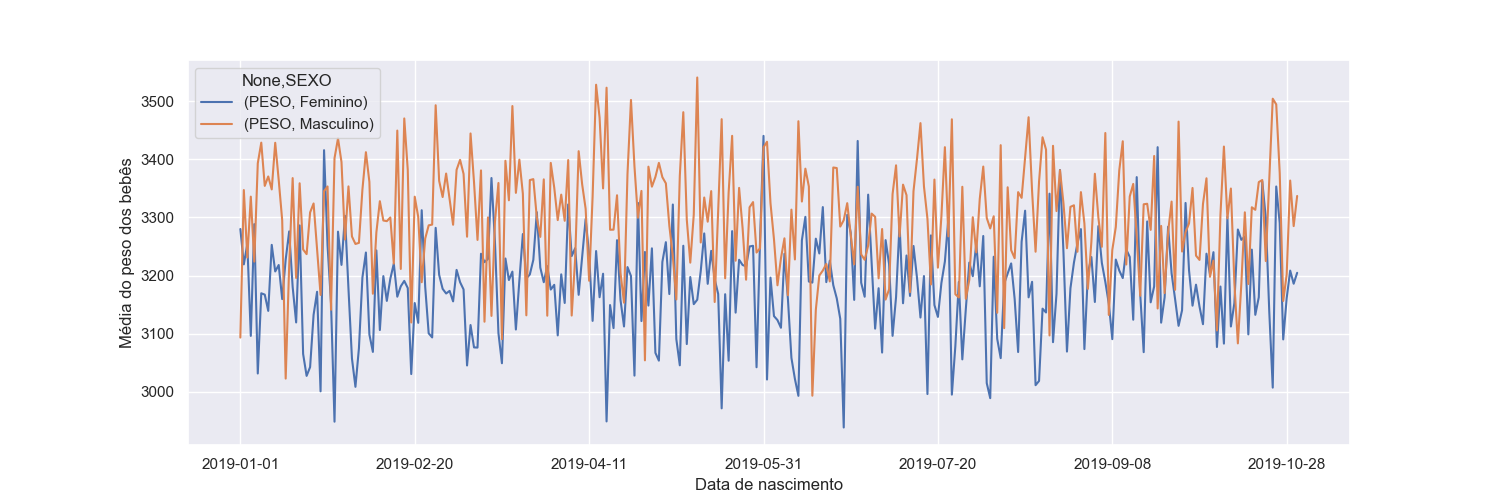 None,SEXO
(PESO, Feminino)
(PESO, Masculino)
Média do peso dos bebês
3500
3400
3300
3200
3100
3000
2019-01-01 2019-02-20 2019-04-11 2019-05-31 2019-07-20 2019-09-08 2019-10-28
Data de nascimento